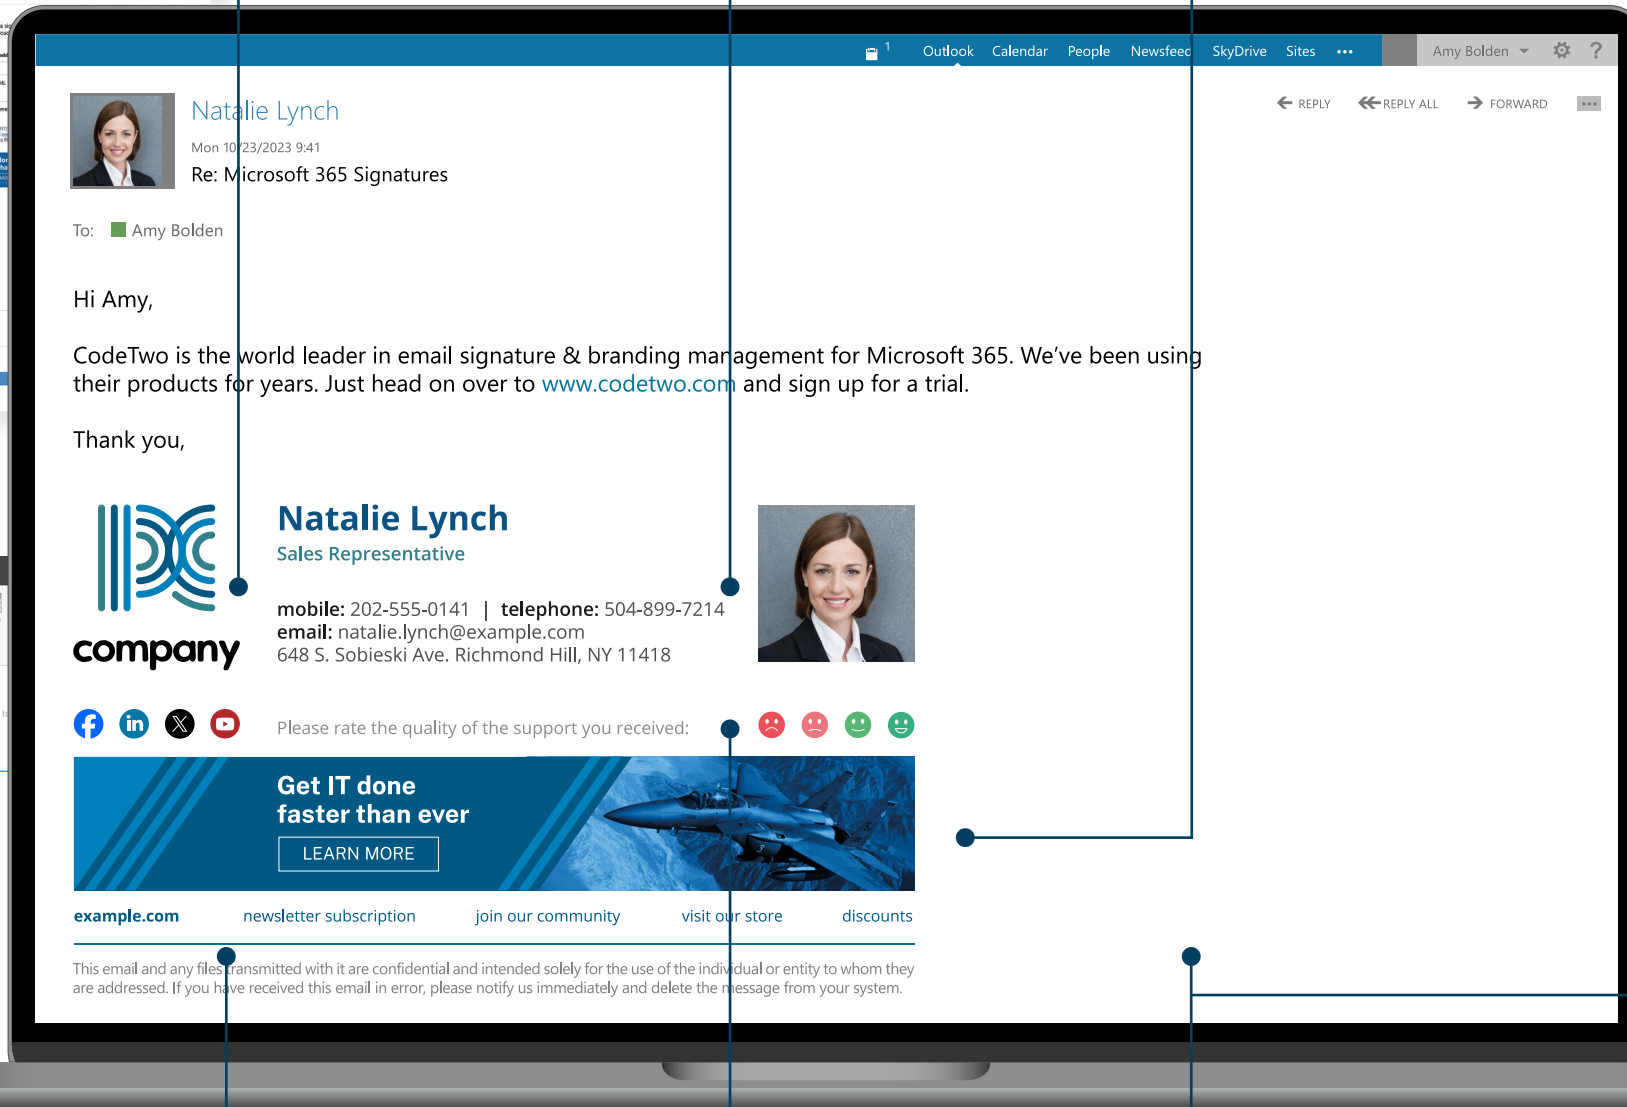 1
Outlook Calendar People Newsfeed SkyDrive Sites ••• Amy Bolden ?
Natalie Lynch
REPLY REPLY ALL FORWARD •••
Mon 10/23/2023 9:41
Re: Microsoft 365 Signatures
To: Amy Bolden
Hi Amy,
CodeTwo is the world leader in email signature & branding management for Microsoft 365. We've been using
their products for years. Just head on over to www.codetwo.com and sign up for a trial.
Thank you,
company
Natalie Lynch
Sales Representative
mobile: 202-555-0141 | telephone: 504-899-7214
email: natalie.lynch@example.com
648 S. Sobieski Ave. Richmond Hill, NY 11418
f in X
Please rate the quality of the support you received:
Get IT done
faster than ever
LEARN MORE
example.com newsletter subscription join our community visit our store discounts
This email and any files transmitted with it are confidential and intended solely for the use of the individual or entity to whom they
are addressed. If you have received this email in error, please notify us immediately and delete the message from your system.